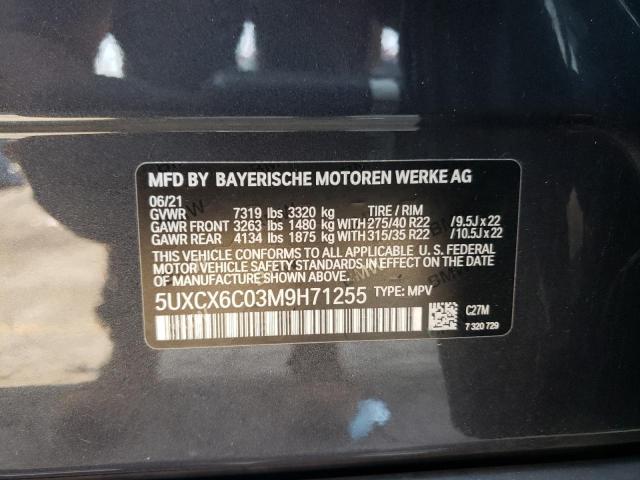 MFD BY BAYERISCHE MOTOREN WERKE AG
06/21
GVWR 7319 lbs 3320 kg TIRE / RIM
GAWR FRONT 3263 lbs 1480 kg WITH 275/40 R22 /9.5J x 22
GAWR REAR 4134 lbs 1875 kg WITH 315/35 R22 /10.5J x 22
THIS VEHICLE CONFORMS TO ALL APPLICABLE U. S. FEDERAL
MOTOR VEHICLE SAFETY STANDARDS IN EFFECT ON THE DATE
OF MANUFACTURE SHOWN ABOVE.
5UXCX6C03M9H71255 TYPE: MPV
C27M
7 320 729